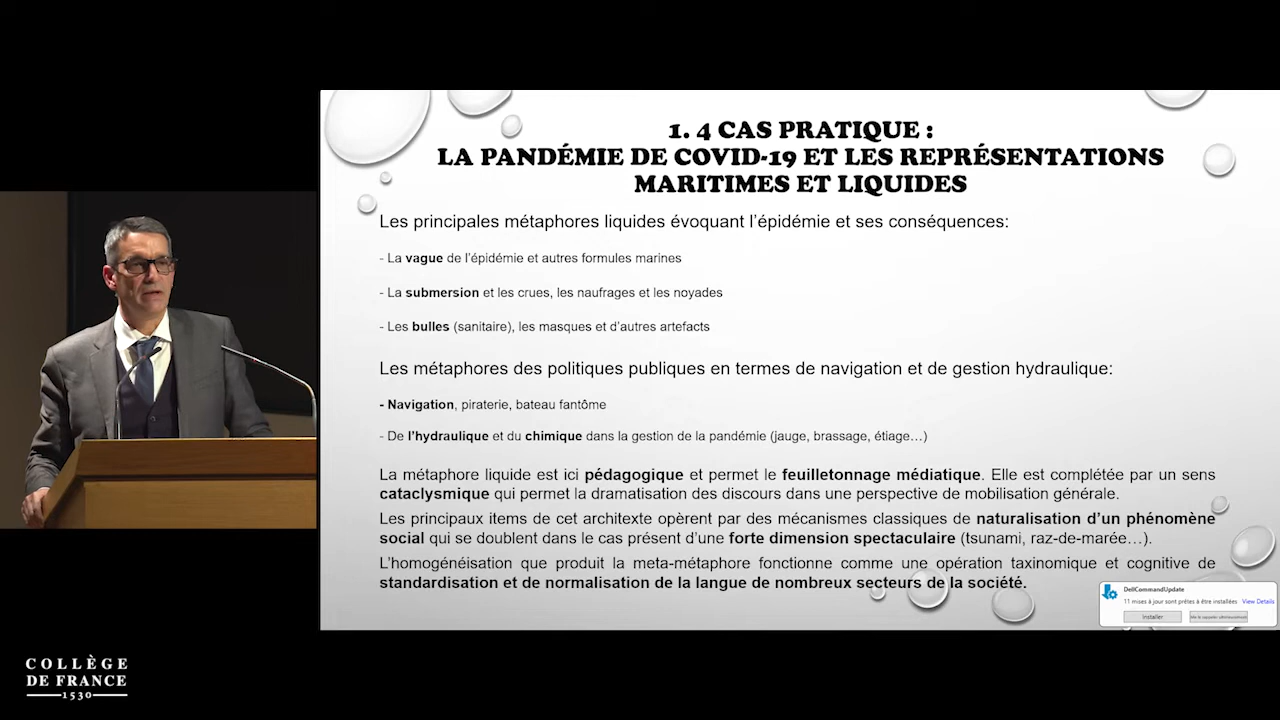 1. 4 CAS PRATIQUE :
LA PANDÉMIE DE COVID-19 ET LES REPRÉSENTATIONS
MARITIMES ET LIQUIDES
Les principales métaphores liquides évoquant l'épidémie et ses conséquences:
- La vague de l'épidémie et autres formules marines
- La submersion et les crues, les naufrages et les noyades
- Les bulles (sanitaire), les masques et d'autres artefacts
Les métaphores des politiques publiques en termes de navigation et de gestion hydraulique:
- Navigation, piraterie, bateau fantôme
- De l'hydraulique et du chimique dans la gestion de la pandémie (jauge, brassage, étiage…)
La métaphore liquide est ici pédagogique et permet le feuilletonnage médiatique. Elle est complétée par un sens
cataclysmique qui permet la dramatisation des discours dans une perspective de mobilisation générale.
Les principaux items de cet architexte opèrent par des mécanismes classiques de naturalisation d'un phénomène
social qui se doublent dans le cas présent d'une forte dimension spectaculaire (tsunami, raz-de-marée…).
L'homogénéisation que produit la meta-métaphore fonctionne comme une opération taxinomique et cognitive de
standardisation et de normalisation de la langue de nombreux secteurs de la société.
DellCommandUpdate
11 mises à jour sont prêtes à être installées View Details
Installer
COLLÈGE
DE FRANCE
1530